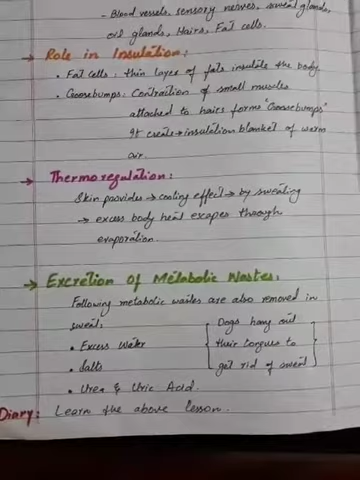 - Blood vessels, sensory nerves, sweat glands,
oil glands, Hairs, Fat cells.
→ Role in Insulation:
• Fat cells: thin layer of fats insulate the body.
• Goosebumps: Contraction of small muscles
attached to hairs forms "Goosebumps"
It create → insulation blanket of warm
air.
→ Thermoregulation:
Skin provides → cooling effect → by sweating
→ excess body heat escapes through
evaporation.
→ Excretion of Metabolic Wastes:
Following metabolic wastes are also removed in
sweat:
• Excess Water
• Salts
• Urea & Uric Acid.
[Dogs hang out
their tongues to
get rid of sweat]
Diary: Learn the above lesson.